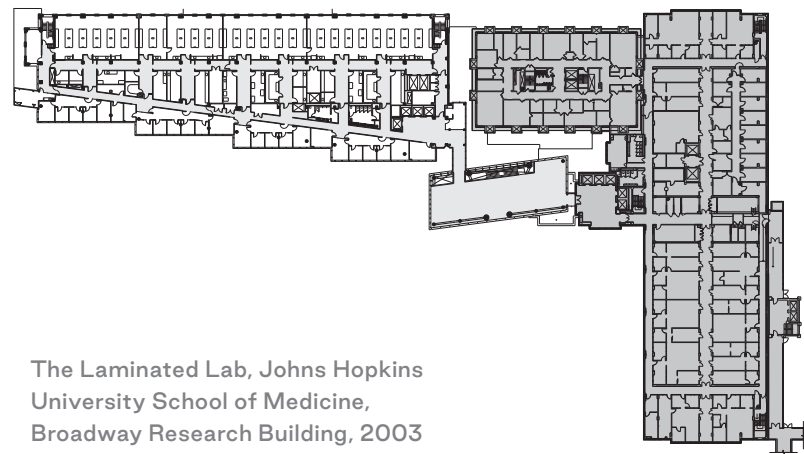 The Laminated Lab, Johns Hopkins
University School of Medicine,
Broadway Research Building, 2003